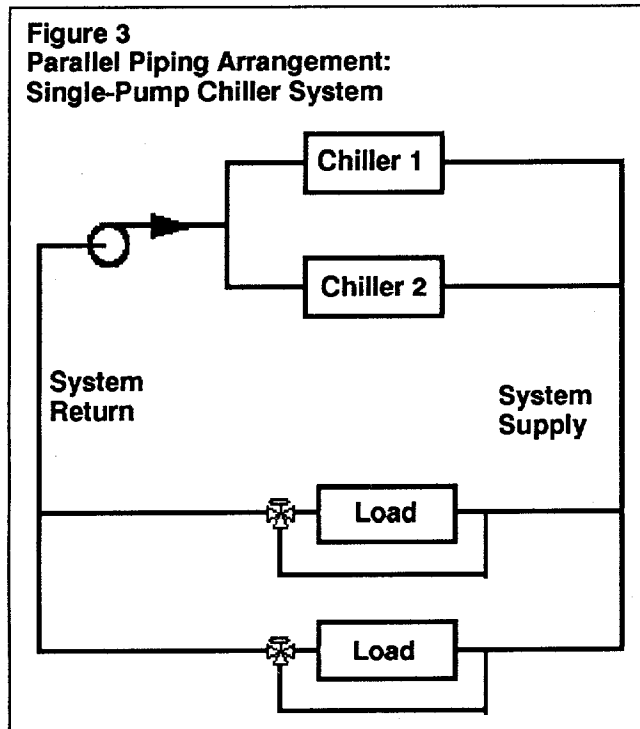 Figure 3
Parallel Piping Arrangement:
Single-Pump Chiller System
Chiller 1
Chiller 2
System
Return
System
Supply
Load
Load